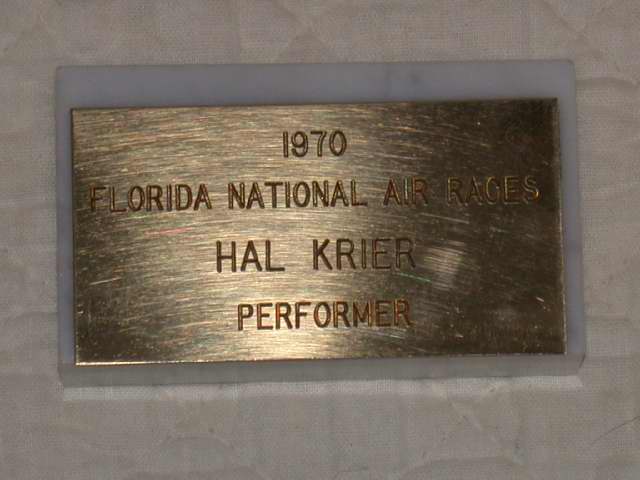 1970
FLORIDA NATIONAL AIR RACES
HAL KRIER
PERFORMER